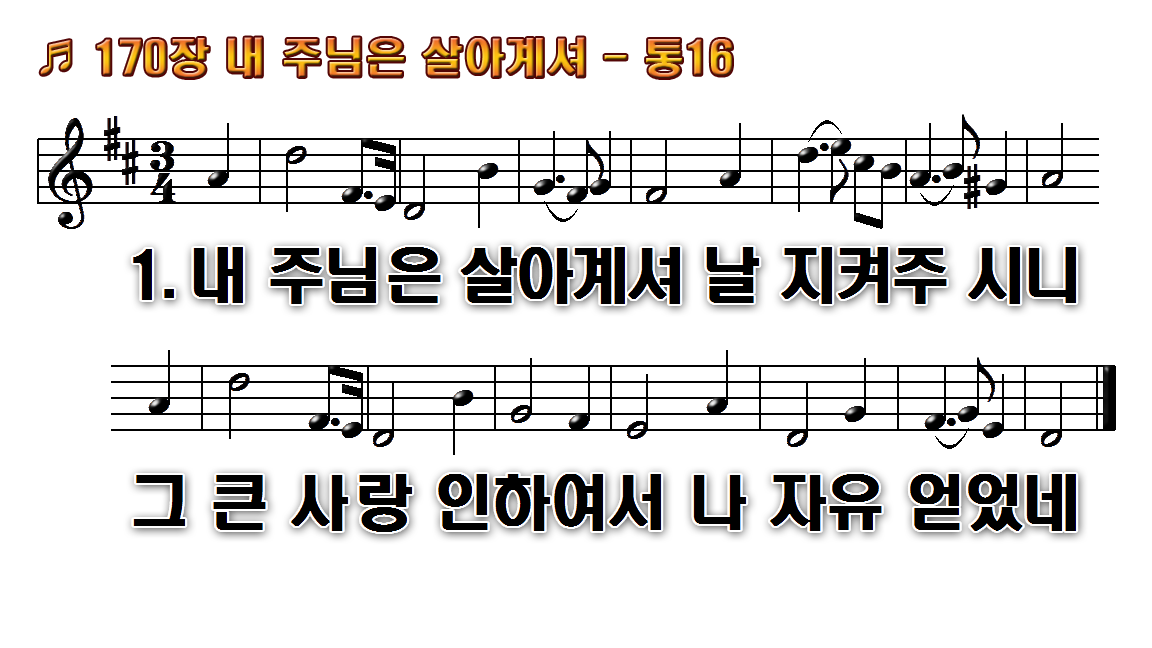 ♬ 170장 내 주님은 살아계셔 - 통16
3
4
1. 내 주님은 살아계셔 날 지켜주 시니
그 큰 사랑 인하여서 나 자유 얻었네